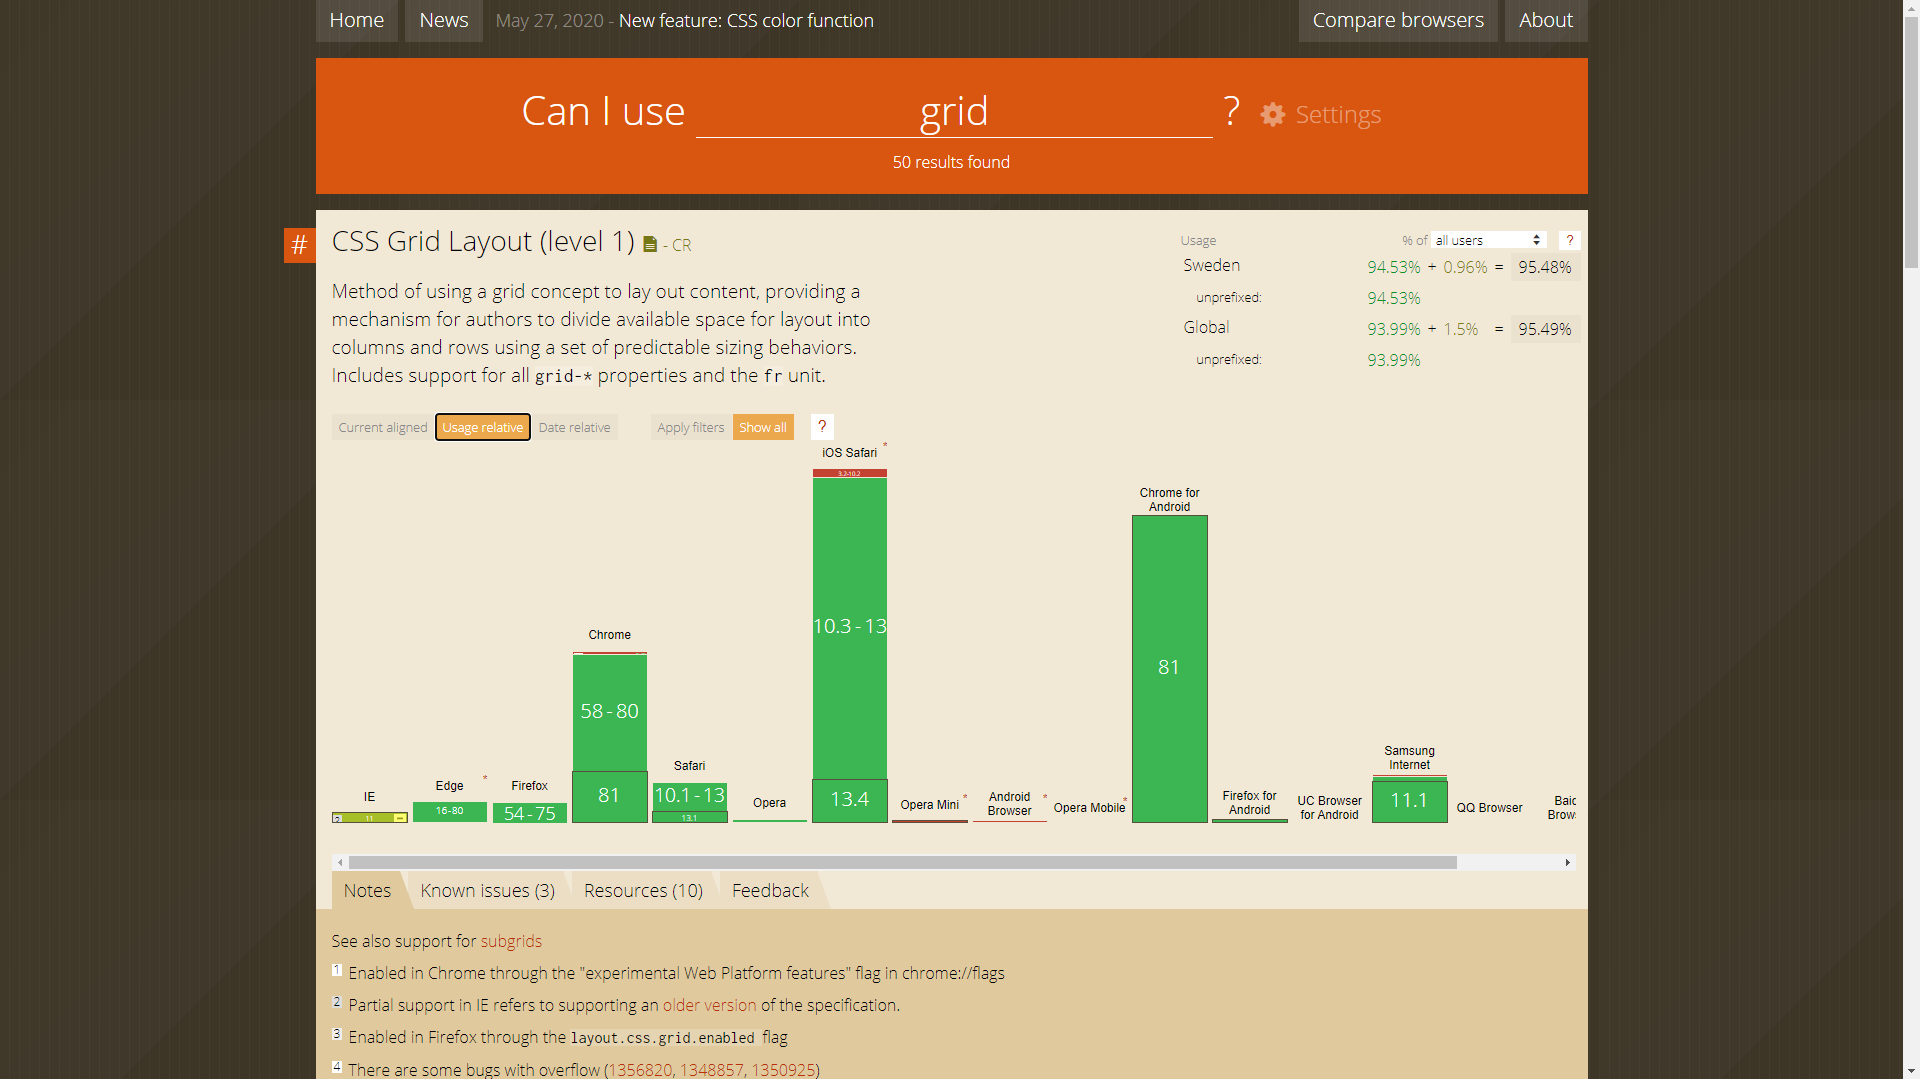 Home
News
May 27, 2020 - New feature: CSS color function
Compare browsers
About
Can I use grid ?
Settings
50 results found
#
CSS Grid Layout (level 1) - CR
Method of using a grid concept to lay out content, providing a
mechanism for authors to divide available space for layout into
columns and rows using a set of predictable sizing behaviors.
Includes support for all grid-* properties and the fr unit.
Usage % of all users ?
Sweden 94.53% + 0.96% = 95.48%
unprefixed: 94.53%
Global 93.99% + 1.5% = 95.49%
unprefixed: 93.99%
Current aligned
Usage relative
Date relative
Apply filters
Show all
?
IE
2 11
Edge *
16-80
Firefox
54-75
Chrome
58-80
81
Safari
10.1-13
13.1
Opera
iOS Safari *
3.2-10.2
10.3-13
13.4
Opera Mini *
Android
Browser *
Opera Mobile *
Chrome for
Android
81
Firefox for
Android
UC Browser
for Android
Samsung
Internet
11.1
QQ Browser
Notes
Known issues (3)
Resources (10)
Feedback
See also support for subgrids
1 Enabled in Chrome through the "experimental Web Platform features" flag in chrome://flags
2 Partial support in IE refers to supporting an older version of the specification.
3 Enabled in Firefox through the layout.css.grid.enabled flag
4 There are some bugs with overflow (1356820, 1348857, 1350925)